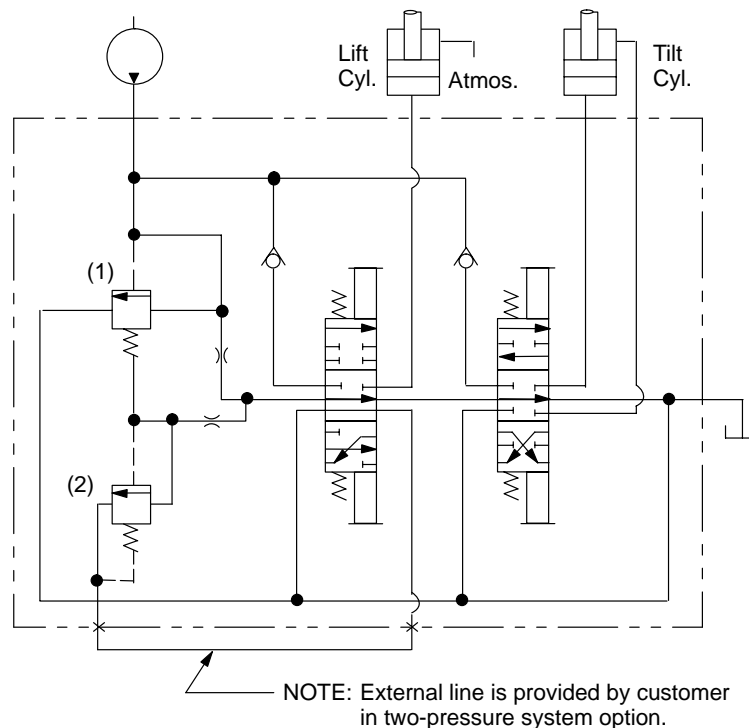 Lift
Cyl.
Atmos.
Tilt
Cyl.
(1)
(2)
NOTE: External line is provided by customer
in two-pressure system option.